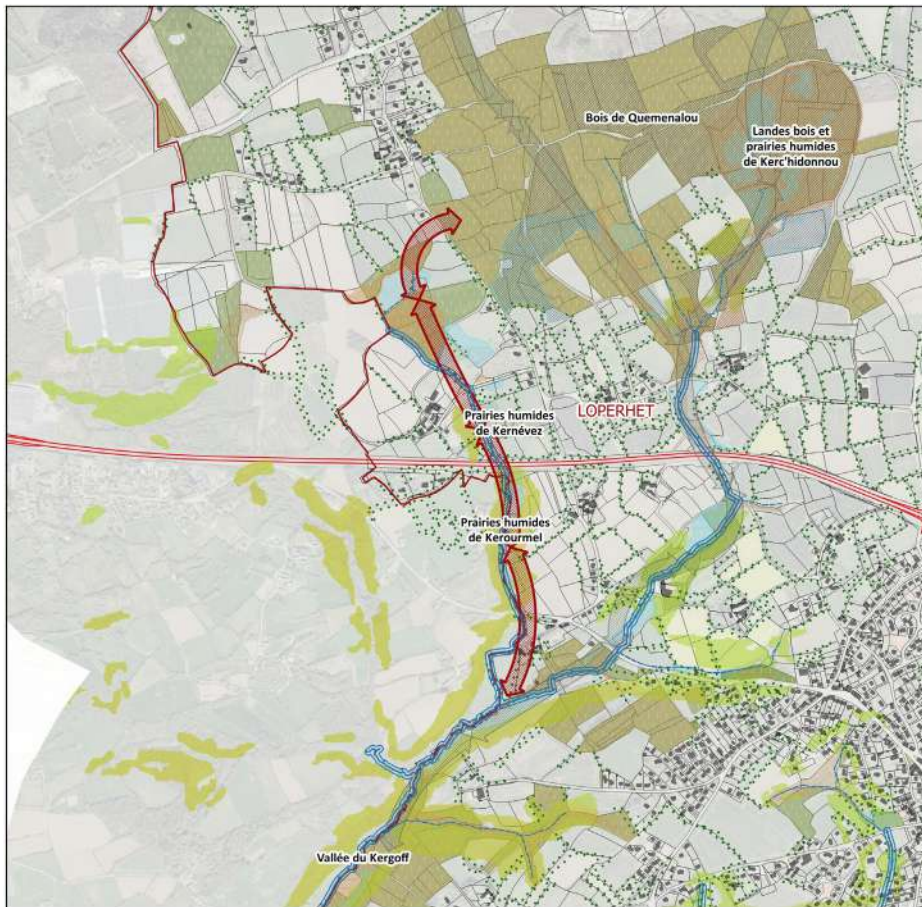 Bois de Quemenalou
Landes bois et
prairies humides
de Kerc'hidonnou
LOPERHET
Prairies humides
de Kernévez
Prairies humides
de Kerourmel
Vallée du Kergoff